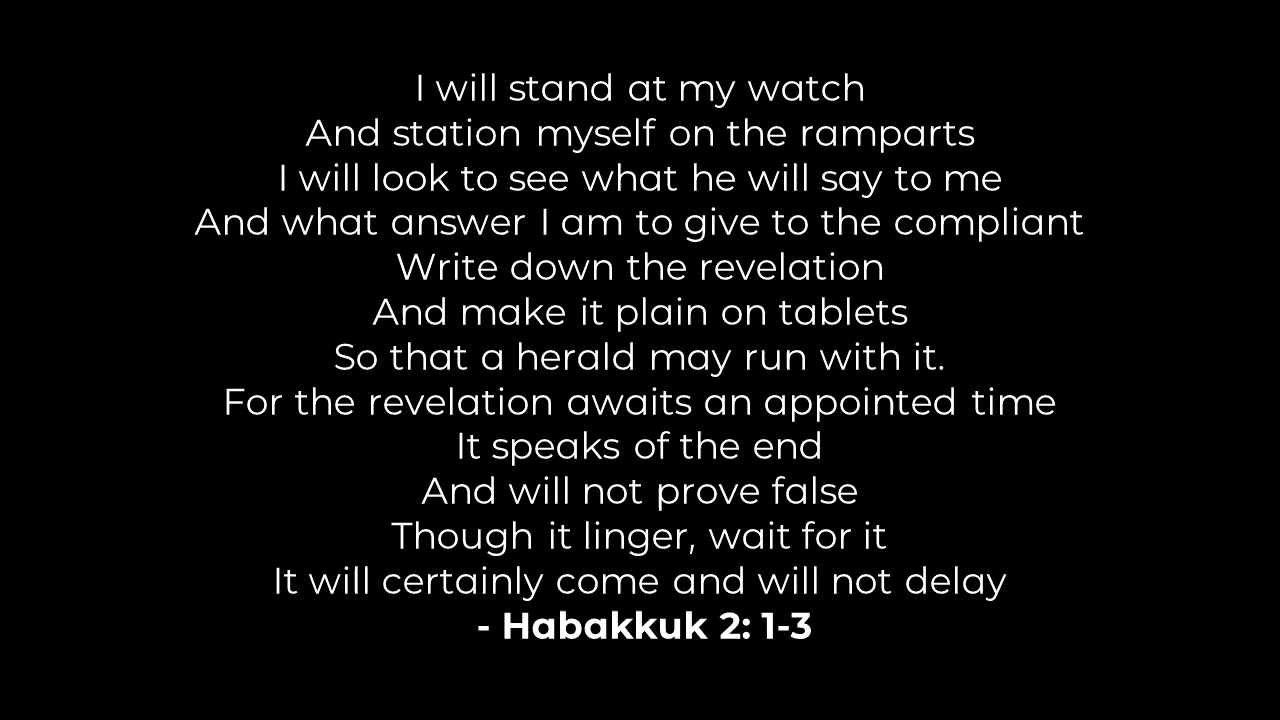 I will stand at my watch
And station myself on the ramparts
I will look to see what he will say to me
And what answer I am to give to the compliant
Write down the revelation
And make it plain on tablets
So that a herald may run with it.
For the revelation awaits an appointed time
It speaks of the end
And will not prove false
Though it linger, wait for it
It will certainly come and will not delay
- Habakkuk 2: 1-3